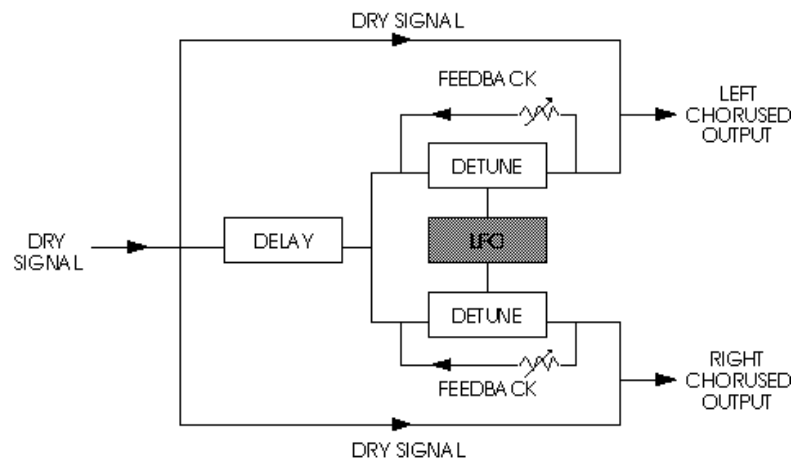 DRY SIGNAL
FEEDBACK
LEFT
CHORUSED
OUTPUT
DETUNE
DRY
SIGNAL
DELAY
LFO
DETUNE
FEEDBACK
RIGHT
CHORUSED
OUTPUT
DRY SIGNAL